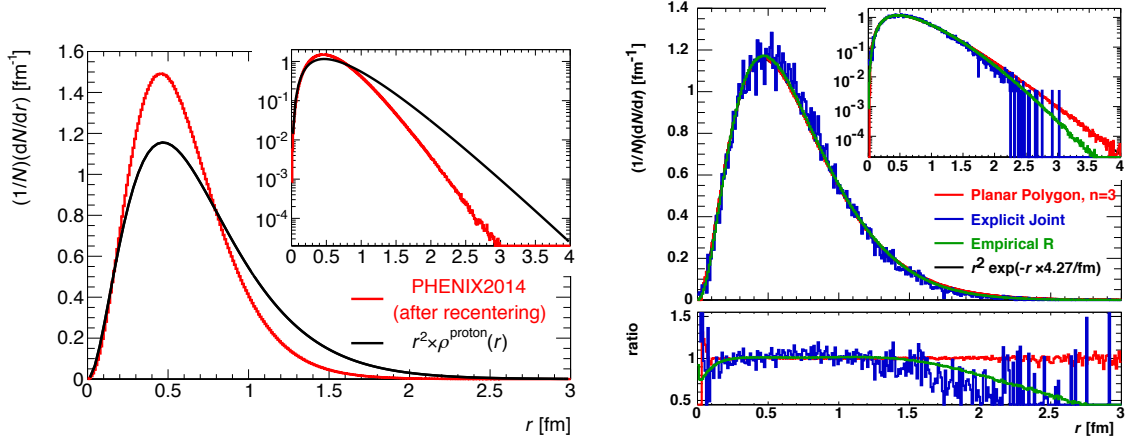 (1/N)(dN/dr) [fm⁻¹]
1.6
1.4
1.2
1
0.8
0.6
0.4
0.2
0
0 0.5 1 1.5 2 2.5 3
r [fm]
1
10⁻¹
10⁻²
10⁻³
10⁻⁴
0 0.5 1 1.5 2 2.5 3 3.5 4
PHENIX2014
(after recentering)
r²×ρᵖʳᵒᵗᵒⁿ(r)
(1/N)(dN/dr) [fm⁻¹]
1.4
1.2
1.0
0.8
0.6
0.4
0.2
0.0
1
10⁻¹
10⁻²
10⁻³
10⁻⁴
0 0.5 1 1.5 2 2.5 3 3.5 4
Planar Polygon, n=3
Explicit Joint
Empirical R
r² exp(-r ×4.27/fm)
ratio
1
0.5
0 0.5 1 1.5 2 2.5 3
r [fm]